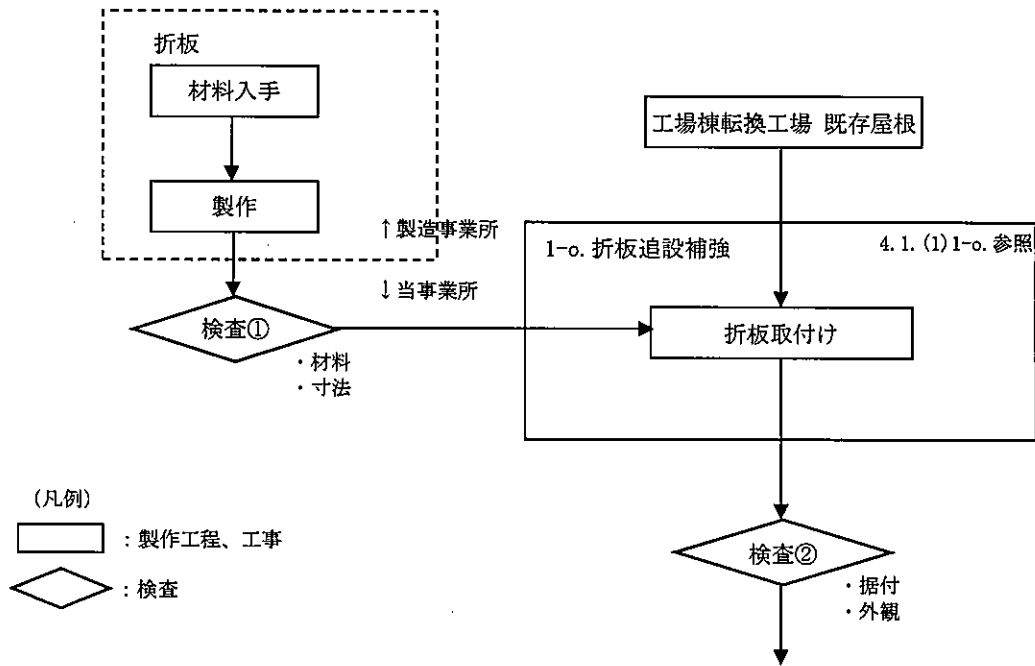 折板
材料入手
製作
↑製造事業所
↓当事業所
検査①
・材料
・寸法
工場棟転換工場 既存屋根
1-o. 折板追設補強
4.1.(1)1-o.参照
折板取付け
検査②
・据付
・外観
(凡例)
：製作工程、工事
：検査